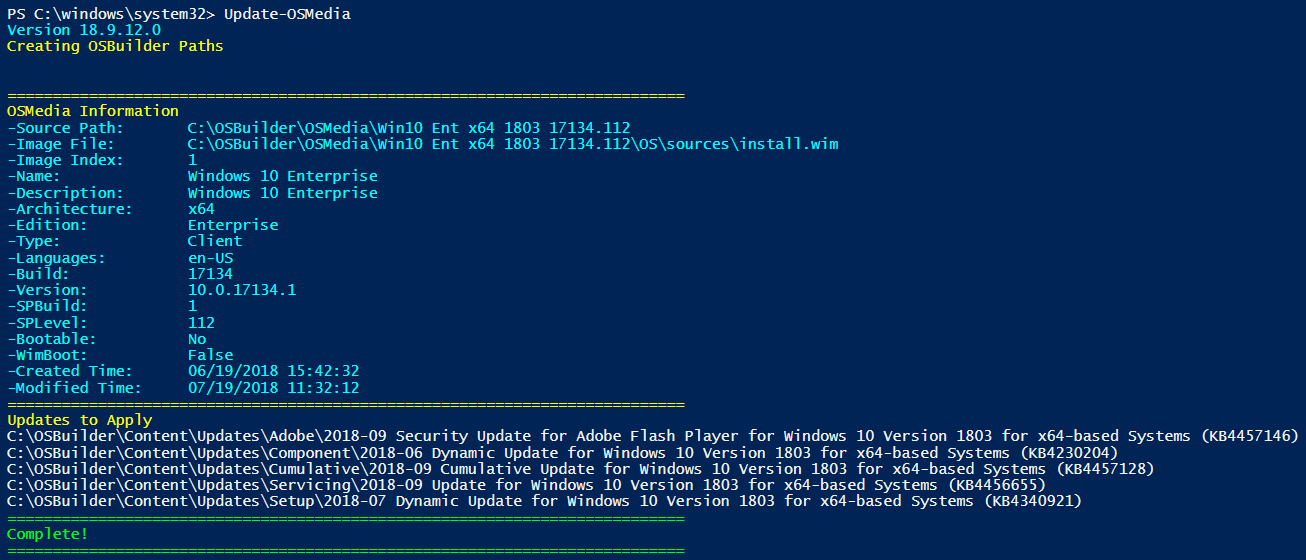 PS C:\windows\system32> Update-OSMedia
Version 18.9.12.0
Creating OSBuilder Paths
===========================================================================
OSMedia Information
-Source Path: C:\OSBuilder\OSMedia\Win10 Ent x64 1803 17134.112
-Image File: C:\OSBuilder\OSMedia\Win10 Ent x64 1803 17134.112\OS\sources\install.wim
-Image Index: 1
-Name: Windows 10 Enterprise
-Description: Windows 10 Enterprise
-Architecture: x64
-Edition: Enterprise
-Type: Client
-Languages: en-US
-Build: 17134
-Version: 10.0.17134.1
-SPBuild: 1
-SPLevel: 112
-Bootable: No
-WimBoot: False
-Created Time: 06/19/2018 15:42:32
-Modified Time: 07/19/2018 11:32:12
===========================================================================
Updates to Apply
C:\OSBuilder\Content\Updates\Adobe\2018-09 Security Update for Adobe Flash Player for Windows 10 Version 1803 for x64-based Systems (KB4457146)
C:\OSBuilder\Content\Updates\Component\2018-06 Dynamic Update for Windows 10 Version 1803 for x64-based Systems (KB4230204)
C:\OSBuilder\Content\Updates\Cumulative\2018-09 Cumulative Update for Windows 10 Version 1803 for x64-based Systems (KB4457128)
C:\OSBuilder\Content\Updates\Servicing\2018-09 Update for Windows 10 Version 1803 for x64-based Systems (KB4456655)
C:\OSBuilder\Content\Updates\Setup\2018-07 Dynamic Update for Windows 10 Version 1803 for x64-based Systems (KB4340921)
===========================================================================
Complete!
===========================================================================